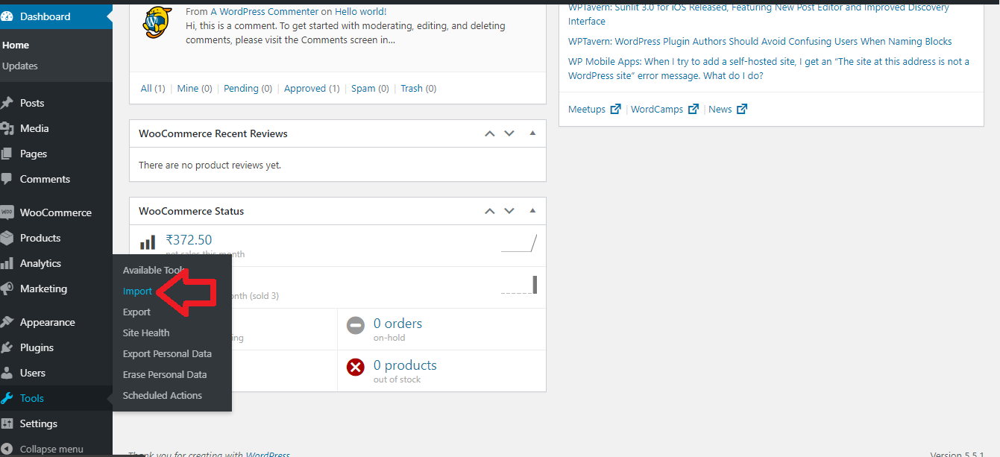 Dashboard
Home
Updates
Posts
Media
Pages
Comments
WOO WooCommerce
Products
Analytics
Marketing
Appearance
Plugins
Users
Tools
Settings
Collapse menu
Available Tools
Import
Export
Site Health
Export Personal Data
Erase Personal Data
Scheduled Actions
From A WordPress Commenter on Hello world!
Hi, this is a comment. To get started with moderating, editing, and deleting
comments, please visit the Comments screen in...
All (1) | Mine (0) | Pending (0) | Approved (1) | Spam (0) | Trash (0)
WooCommerce Recent Reviews
There are no product reviews yet.
WooCommerce Status
₹372.50
net sales this month
(sold 3)
0 orders
on-hold
0 products
out of stock
Thank you for creating with WordPress
WPTavern: Sunlit 3.0 for iOS Released, Featuring New Post Editor and Improved Discovery
Interface
WPTavern: WordPress Plugin Authors Should Avoid Confusing Users When Naming Blocks
WP Mobile Apps: When I try to add a self-hosted site, I get an “The site at this address is not a
WordPress site” error message. What do I do?
Meetups | WordCamps | News
Version 5.5.1